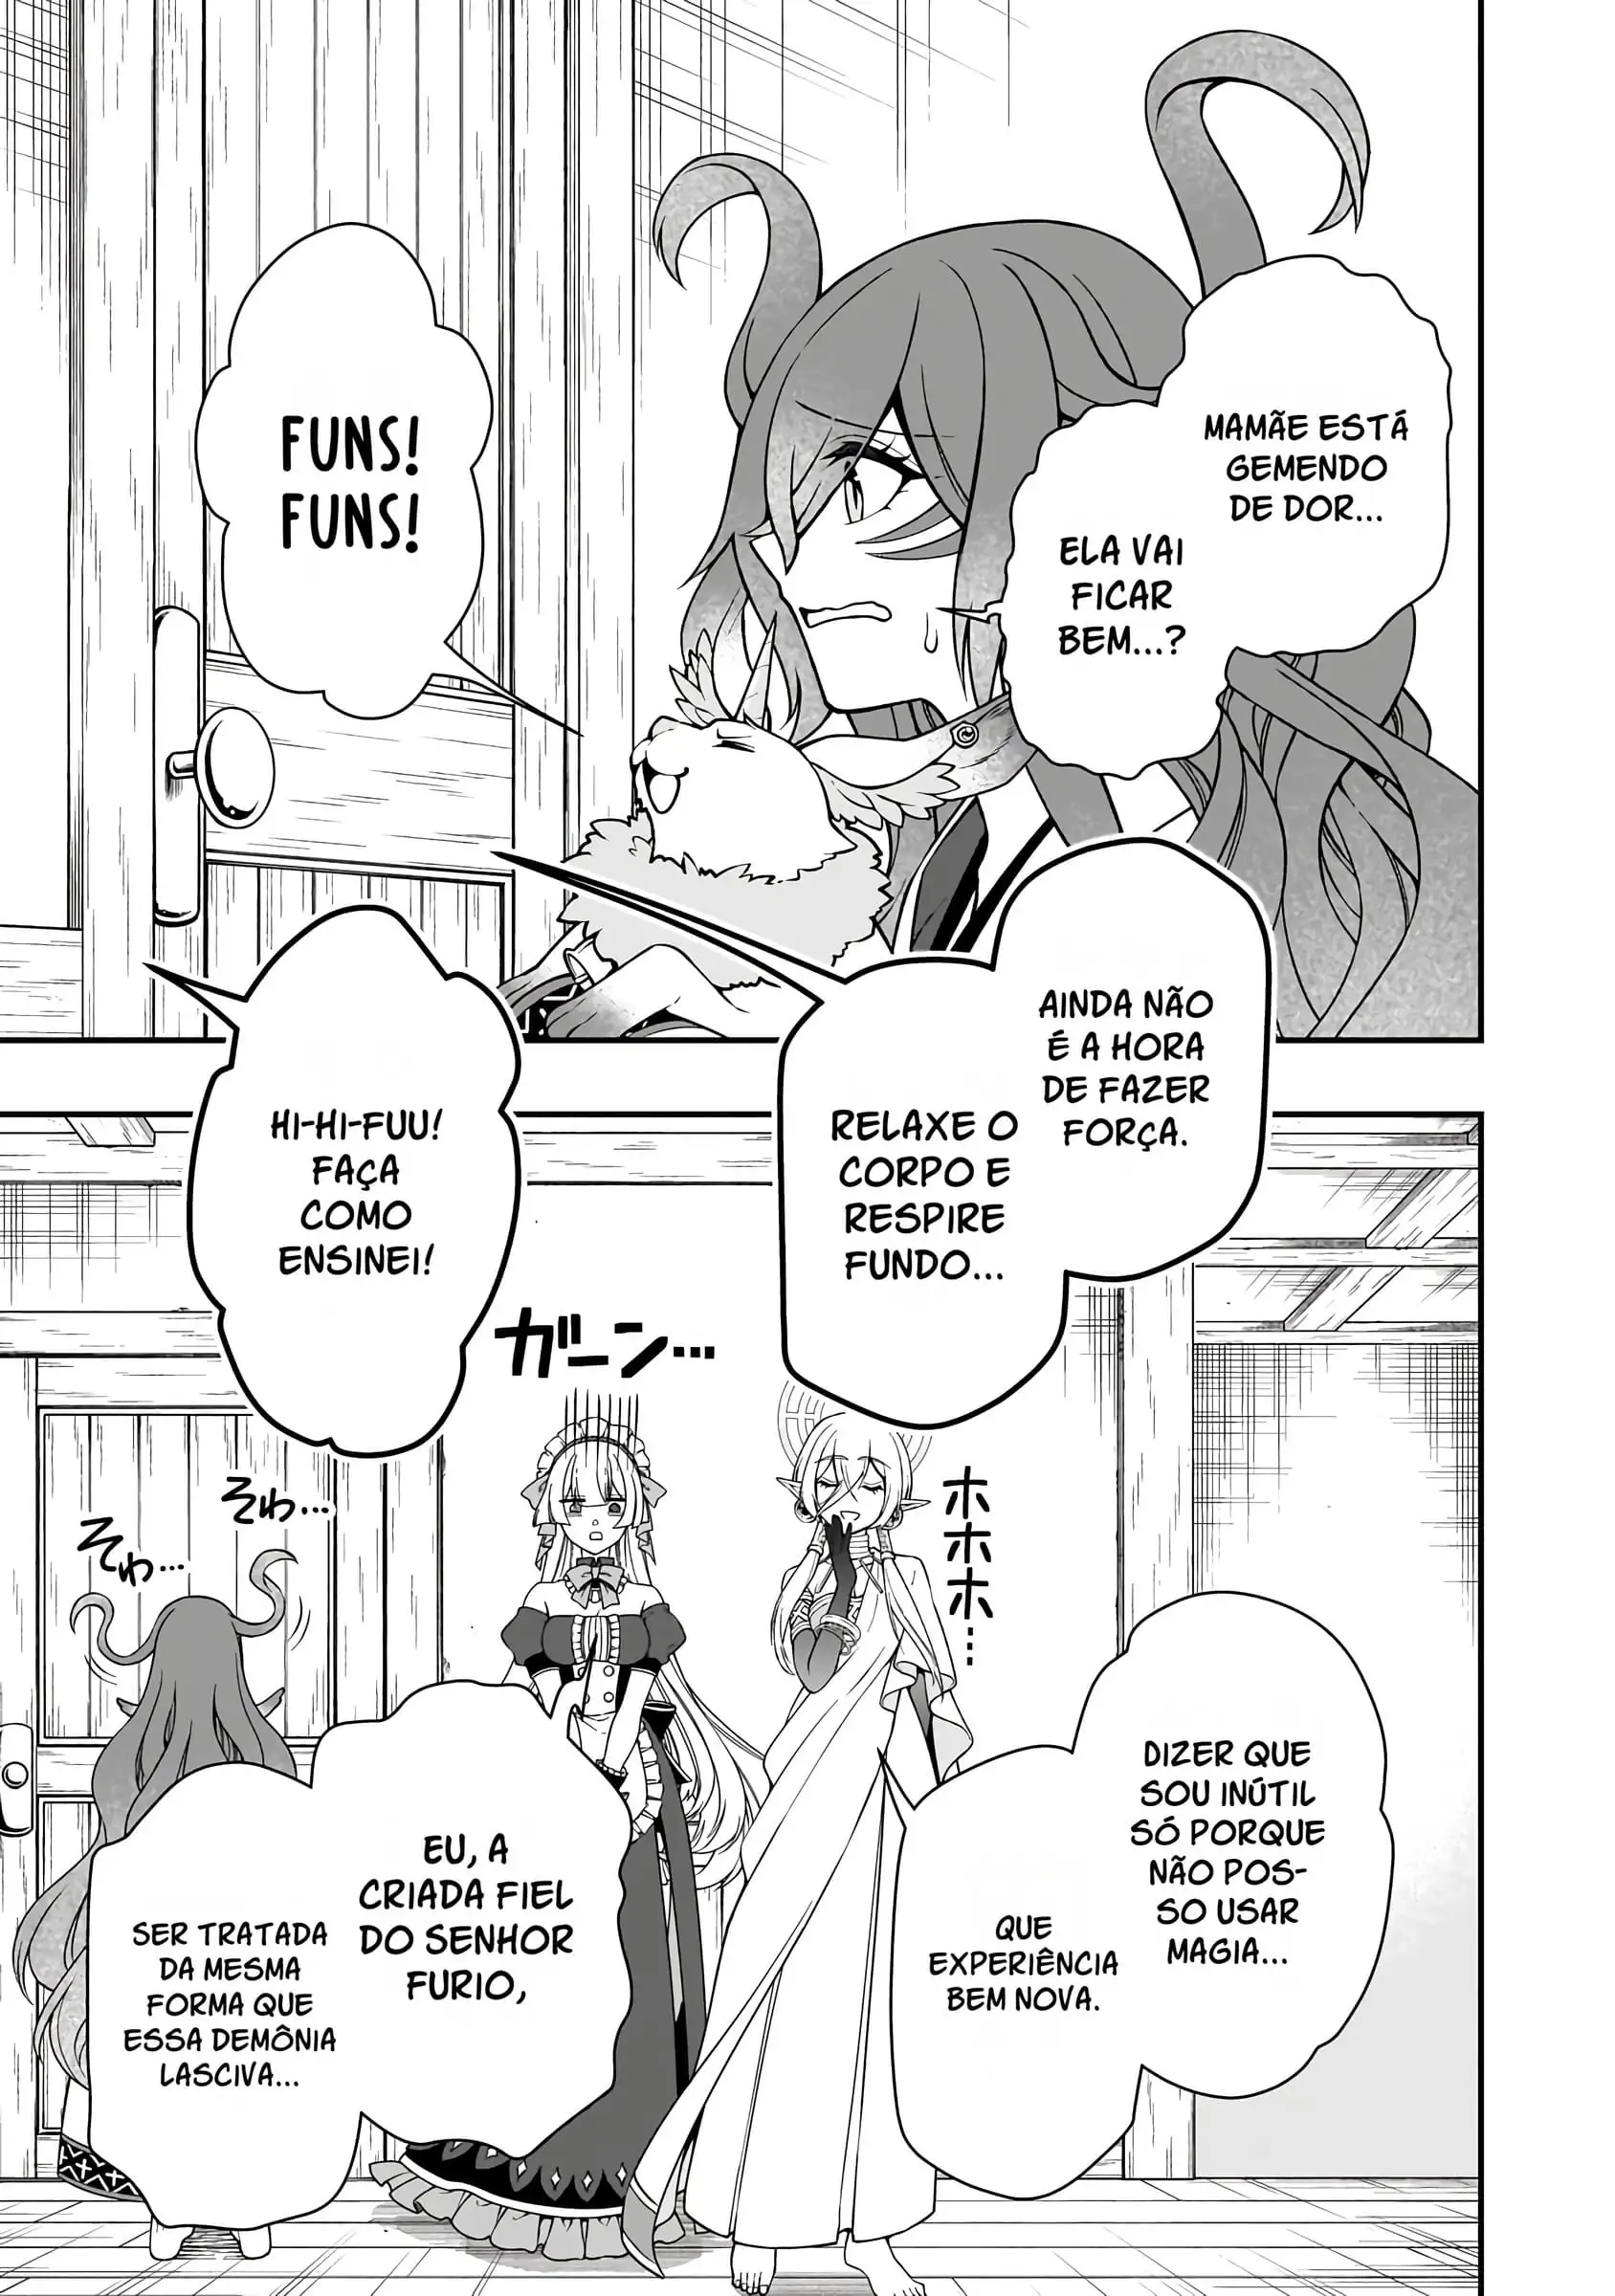 MAMÃE ESTÁ
GEMENDO
DE DOR...
ELA VAI
FICAR
BEM...?
FUNS!
FUNS!
AINDA NÃO
É A HORA
DE FAZER
FORÇA.
RELAXE O
CORPO E
RESPIRE
FUNDO...
HI-HI-FUU!
FAÇA
COMO
ENSINEI!
ガーン...
ホホホ...
そわ...
そわ...
DIZER QUE
SOU INÚTIL
SÓ PORQUE
NÃO POS-
SO USAR
MAGIA...
QUE
EXPERIÊNCIA
BEM NOVA.
EU, A
CRIADA FIEL
DO SENHOR
FURIO,
SER TRATADA
DA MESMA
FORMA QUE
ESSA DEMÔNIA
LASCIVA...